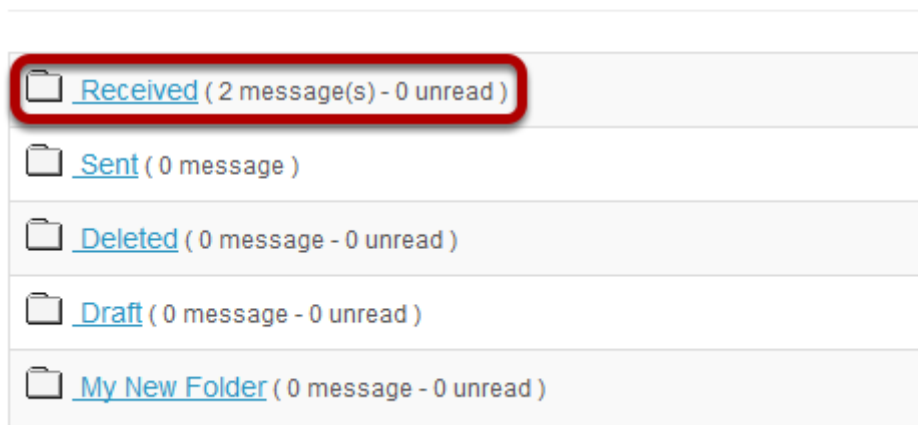 Received ( 2 message(s) - 0 unread )
Sent ( 0 message )
Deleted ( 0 message - 0 unread )
Draft ( 0 message - 0 unread )
My New Folder ( 0 message - 0 unread )